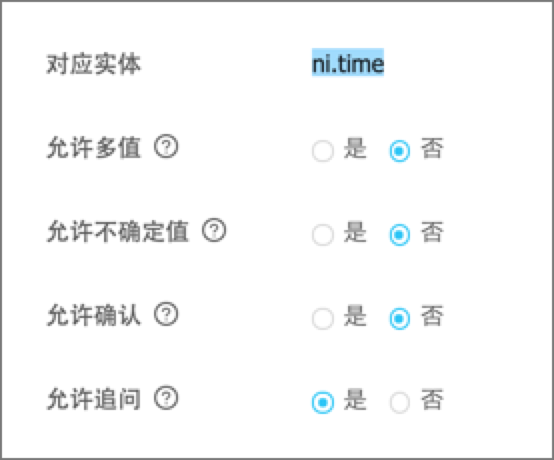 对应实体 ni.time
允许多值 ? 是 否
允许不确定值 ? 是 否
允许确认 ? 是 否
允许追问 ? 是 否